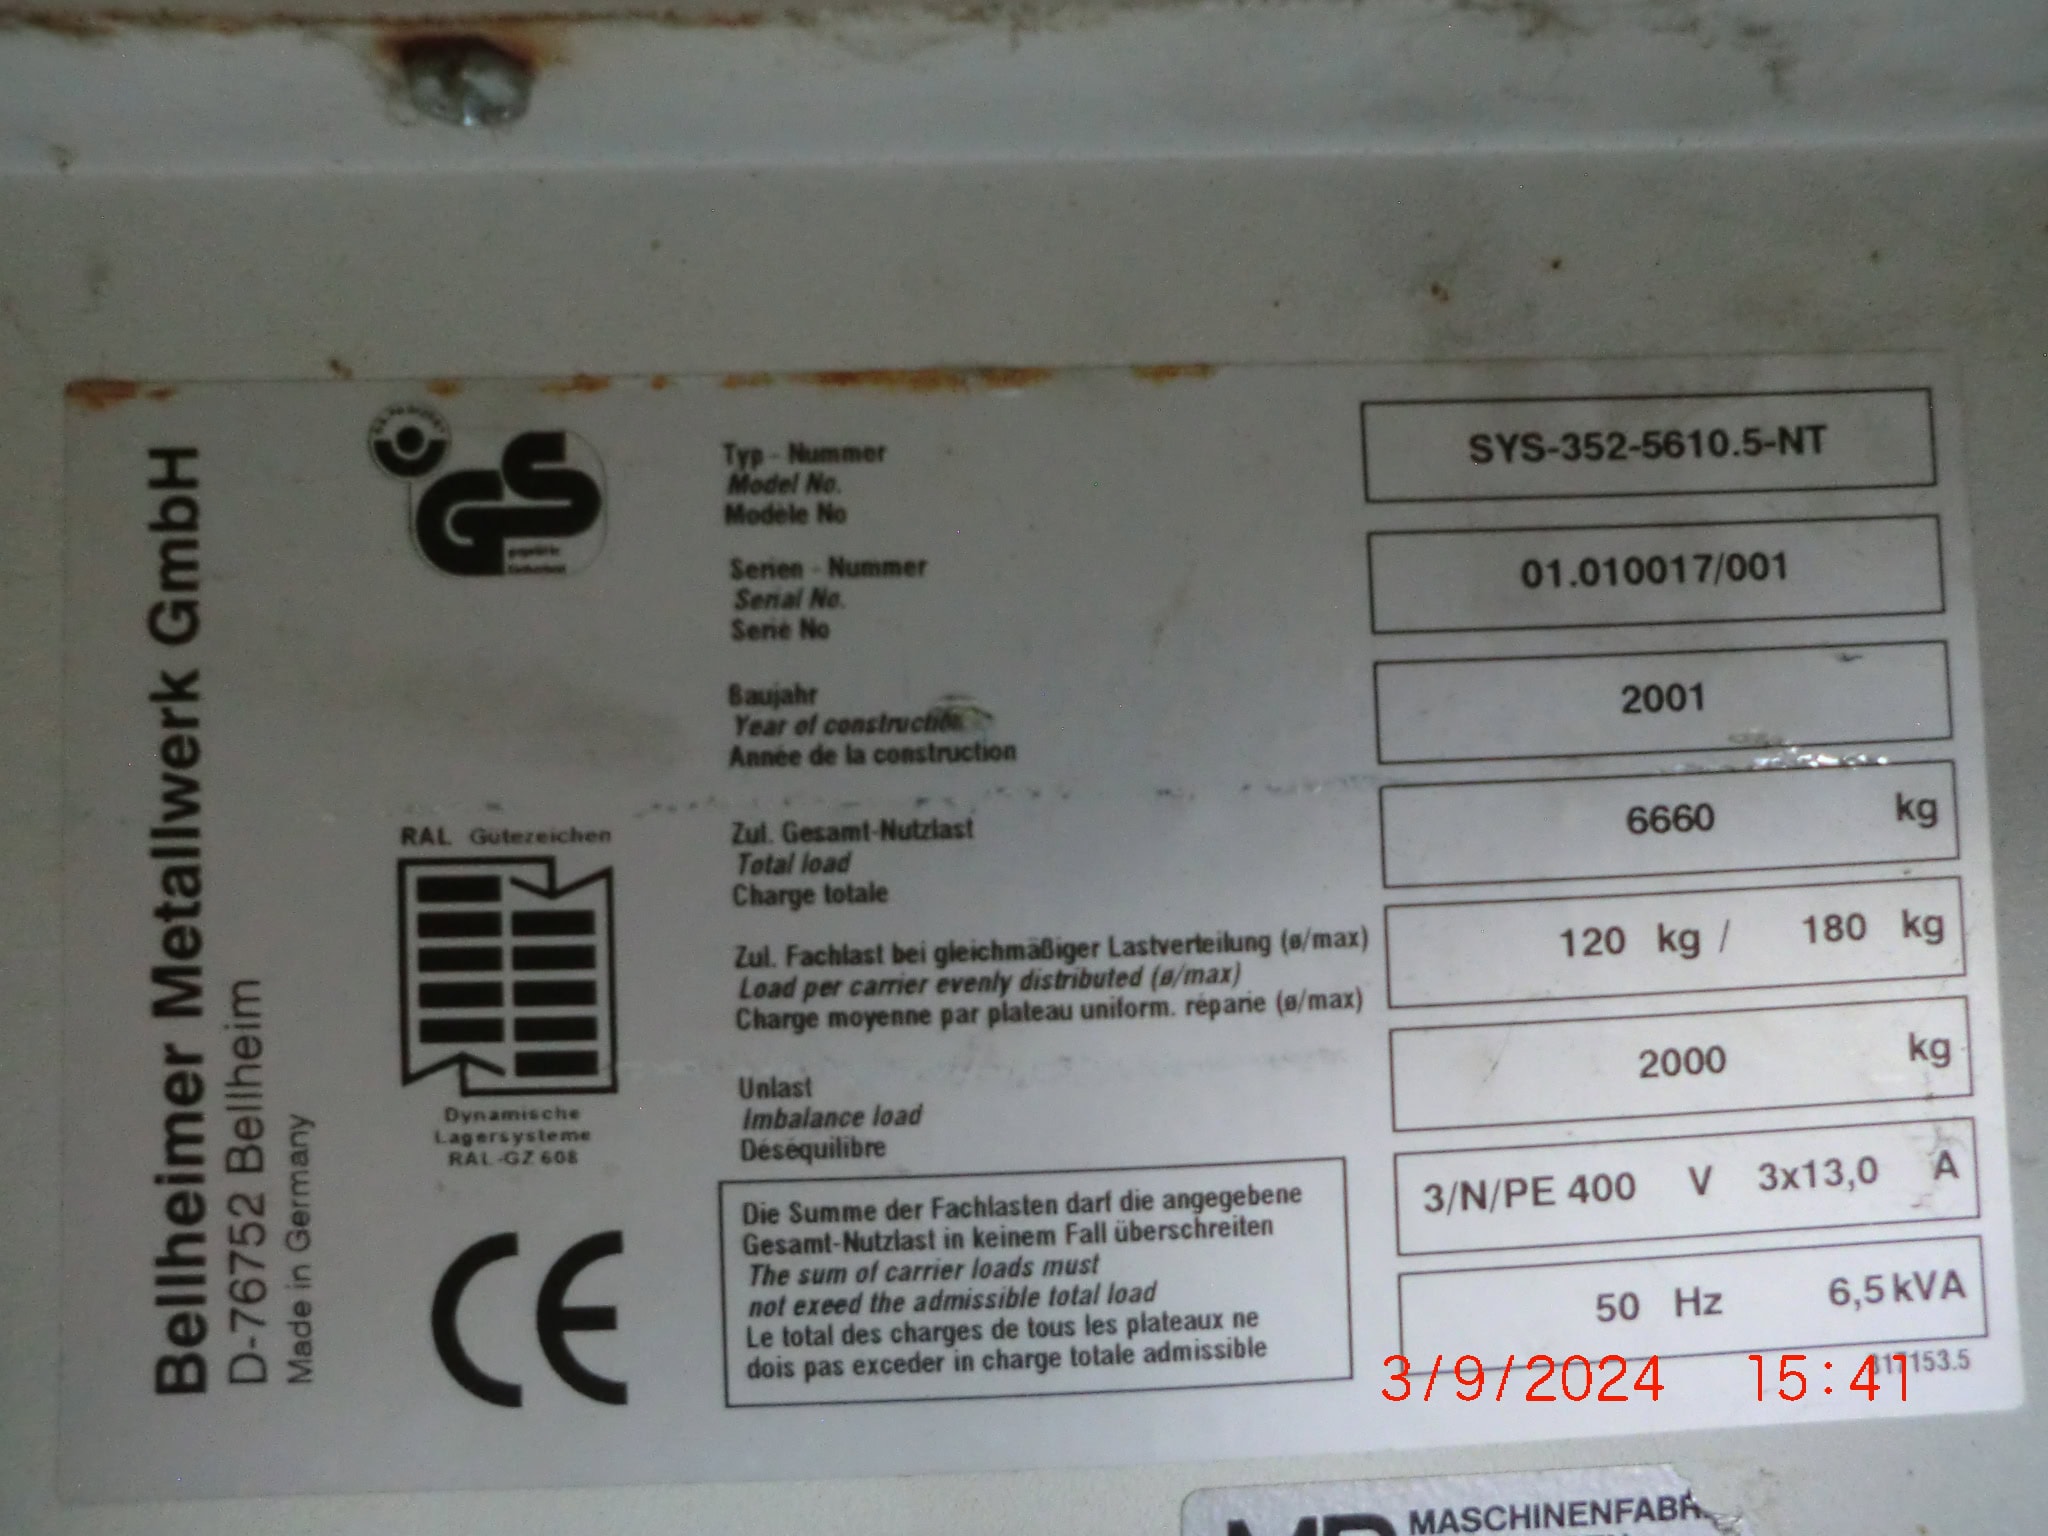 Bellheimer Metallwerk GmbH
D-76752 Bellheim
Made in Germany
GS
geprüfte
Sicherheit
RAL Gütezeichen
Dynamische
Lagersysteme
RAL-GZ 608
CE
Typ - Nummer
Model No.
Modèle No
SYS-352-5610.5-NT
Serien - Nummer
Serial No.
Serie No
01.010017/001
Baujahr
Year of construction
Année de la construction
2001
Zul. Gesamt-Nutzlast
Total load
Charge totale
6660 kg
Zul. Fachlast bei gleichmäßiger Lastverteilung (ø/max)
Load per carrier evenly distributed (ø/max)
Charge moyenne par plateau uniform. réparie (ø/max)
120 kg / 180 kg
Unlast
Imbalance load
Déséquilibre
2000 kg
3/N/PE 400 V 3x13,0 A
50 Hz 6,5 kVA
Die Summe der Fachlasten darf die angegebene
Gesamt-Nutzlast in keinem Fall überschreiten
The sum of carrier loads must
not exeed the admissible total load
Le total des charges de tous les plateaux ne
dois pas exceder in charge totale admissible
3/9/2024 15:41
MASCHINENFABR